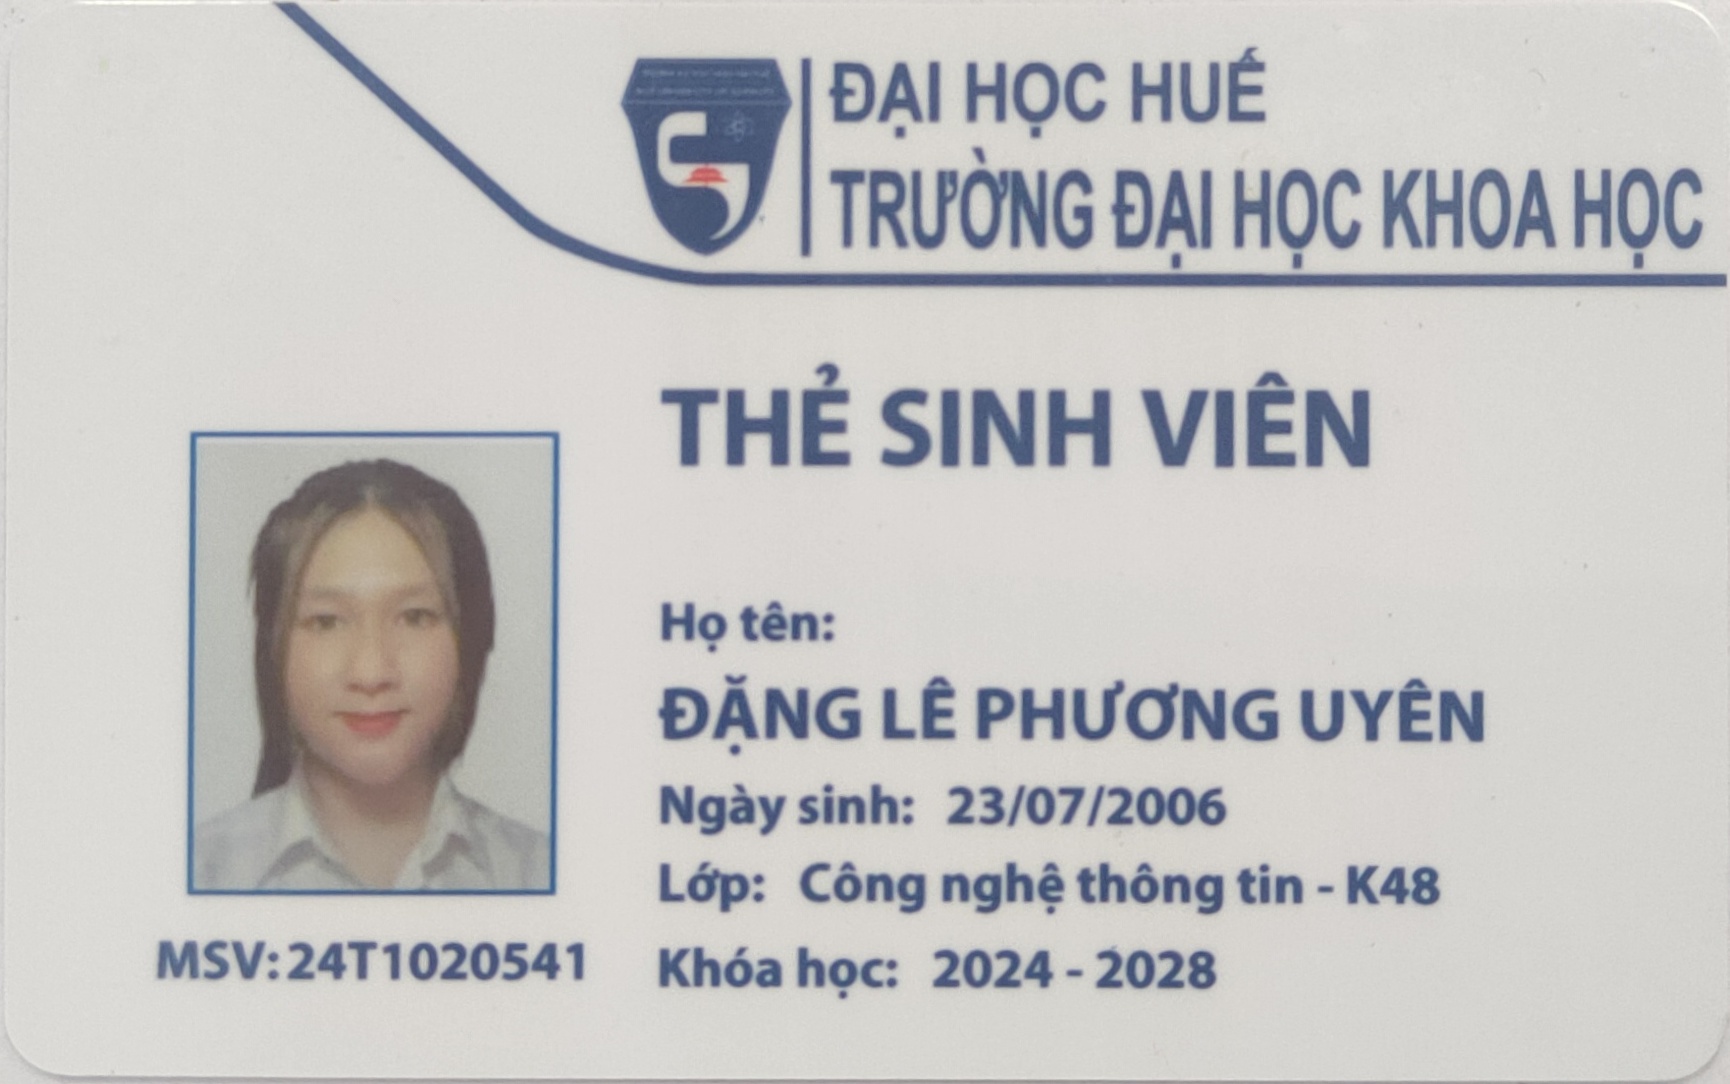 ĐẠI HỌC HUẾ
TRƯỜNG ĐẠI HỌC KHOA HỌC
THẺ SINH VIÊN
Họ tên:
ĐẶNG LÊ PHƯƠNG UYÊN
Ngày sinh: 23/07/2006
Lớp: Công nghệ thông tin - K48
MSV: 24T1020541
Khóa học: 2024 - 2028